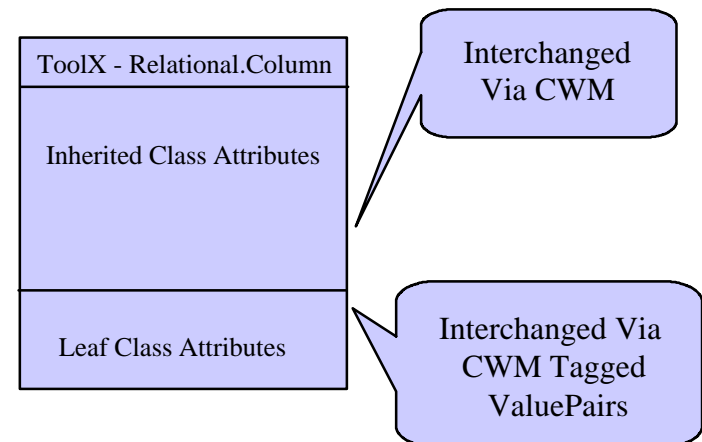 ToolX - Relational.Column
Inherited Class Attributes
Leaf Class Attributes
Interchanged
Via CWM
Interchanged Via
CWM Tagged
ValuePairs